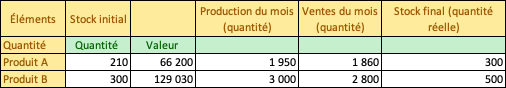 Éléments Stock initial Production du mois (quantité) Ventes du mois (quantité) Stock final (quantité réelle)
Quantité Quantité Valeur
Produit A 210 66 200 1 950 1 860 300
Produit B 300 129 030 3 000 2 800 500